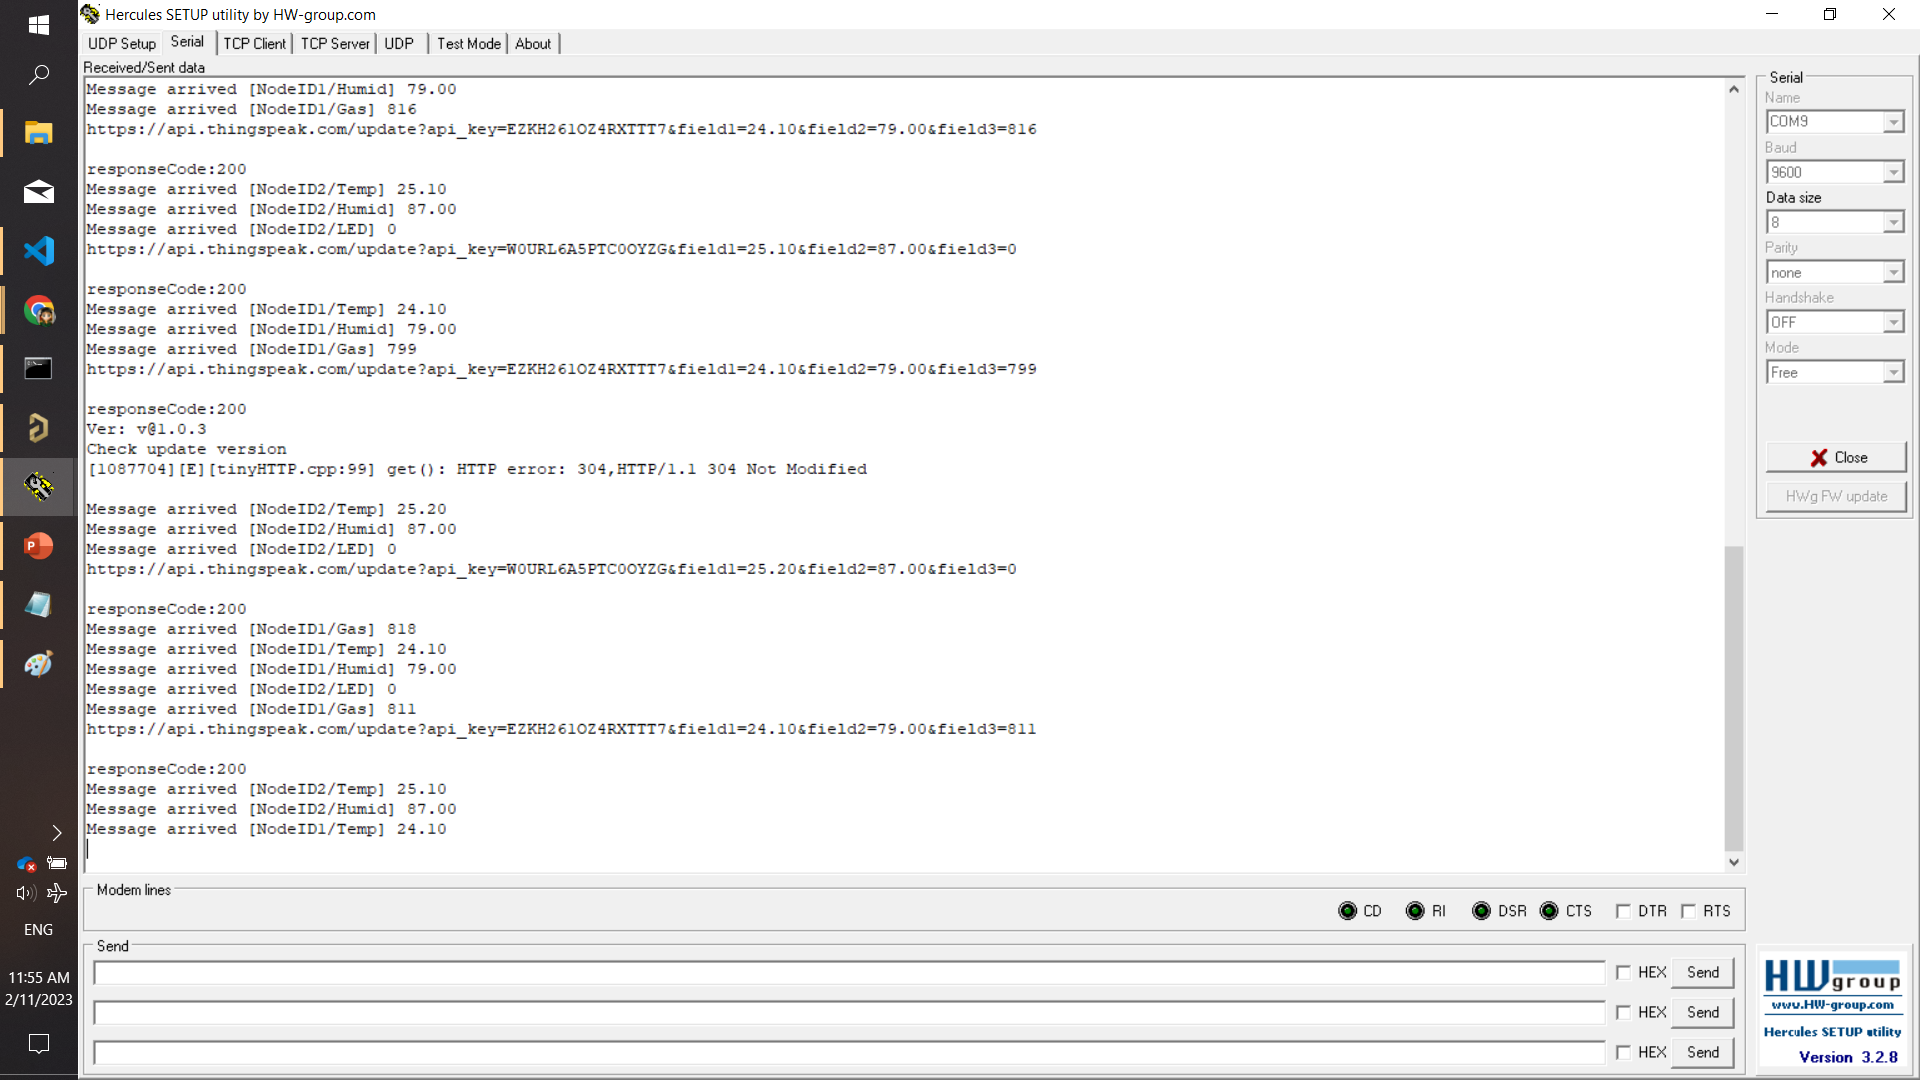 Hercules SETUP utility by HW-group.com
UDP Setup Serial TCP Client TCP Server UDP Test Mode About
Received/Sent data
Message arrived [NodeID1/Humid] 79.00
Message arrived [NodeID1/Gas] 816
https://api.thingspeak.com/update?api_key=EZKH261OZ4RXTTT7&field1=24.10&field2=79.00&field3=816
responseCode:200
Message arrived [NodeID2/Temp] 25.10
Message arrived [NodeID2/Humid] 87.00
Message arrived [NodeID2/LED] 0
https://api.thingspeak.com/update?api_key=W0URL6A5PTC0OYZG&field1=25.10&field2=87.00&field3=0
responseCode:200
Message arrived [NodeID1/Temp] 24.10
Message arrived [NodeID1/Humid] 79.00
Message arrived [NodeID1/Gas] 799
https://api.thingspeak.com/update?api_key=EZKH261OZ4RXTTT7&field1=24.10&field2=79.00&field3=799
responseCode:200
Ver: v@1.0.3
Check update version
[1087704][E][tinyHTTP.cpp:99] get(): HTTP error: 304,HTTP/1.1 304 Not Modified
Message arrived [NodeID2/Temp] 25.20
Message arrived [NodeID2/Humid] 87.00
Message arrived [NodeID2/LED] 0
https://api.thingspeak.com/update?api_key=W0URL6A5PTC0OYZG&field1=25.20&field2=87.00&field3=0
responseCode:200
Message arrived [NodeID1/Gas] 818
Message arrived [NodeID1/Temp] 24.10
Message arrived [NodeID1/Humid] 79.00
Message arrived [NodeID2/LED] 0
Message arrived [NodeID1/Gas] 811
https://api.thingspeak.com/update?api_key=EZKH261OZ4RXTTT7&field1=24.10&field2=79.00&field3=811
responseCode:200
Message arrived [NodeID2/Temp] 25.10
Message arrived [NodeID2/Humid] 87.00
Message arrived [NodeID1/Temp] 24.10
Serial
Name
COM9
Baud
9600
Data size
8
Parity
none
Handshake
OFF
Mode
Free
Close
HWg FW update
Modem lines
CD RI DSR CTS DTR RTS
Send
HEX Send
HEX Send
HEX Send
HWgroup
www.HW-group.com
Hercules SETUP utility
Version 3.2.8
P
ENG
11:55 AM
2/11/2023